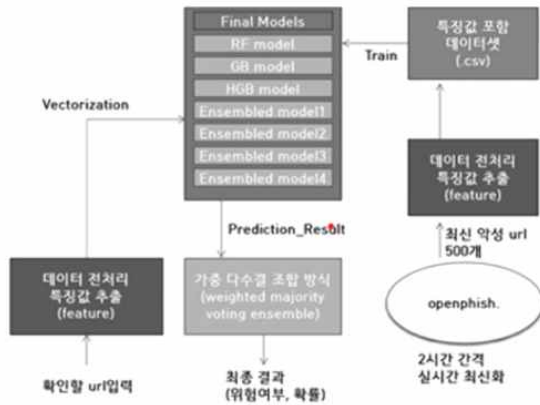 Final Models
RF model
GB model
HGB model
Ensembled model1
Ensembled model2
Ensembled model3
Ensembled model4
특징값 포함
데이터셋
(.csv)
Train
Vectorization
데이터 전처리
특징값 추출
(feature)
최신 악성 url
500개
openphish.
2시간 간격
실시간 최신화
Prediction_Result
데이터 전처리
특징값 추출
(feature)
확인할 url입력
가중 다수결 조합 방식
(weighted majority
voting ensemble)
최종 결과
(위험여부, 확률)